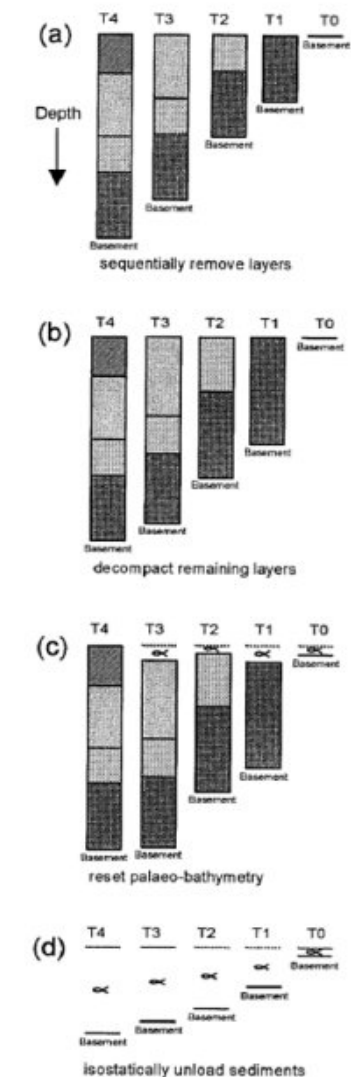 (a) T4 T3 T2 T1 T0
Basement
Depth
Basement
Basement
Basement
Basement
sequentially remove layers
(b) T4 T3 T2 T1 T0
Basement
Basement
Basement
Basement
Basement
decompact remaining layers
(c) T4 T3 T2 T1 T0
Basement
Basement
Basement
Basement
Basement
reset palaeo-bathymetry
(d) T4 T3 T2 T1 T0
Basement
Basement
Basement
Basement
Basement
isostatically unload sediments